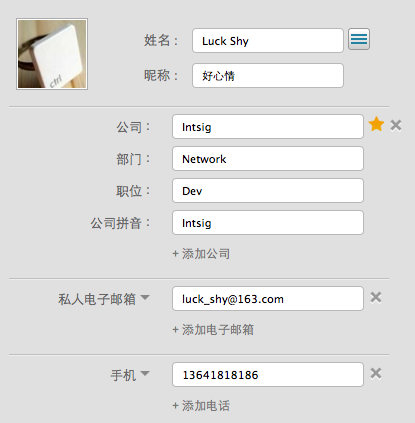 姓名： Luck Shy
昵称： 好心情
ctrl
公司： Intsig
部门： Network
职位： Dev
公司拼音： Intsig
+ 添加公司
私人电子邮箱 luck_shy@163.com
+ 添加电子邮箱
手机 13641818186
+ 添加电话